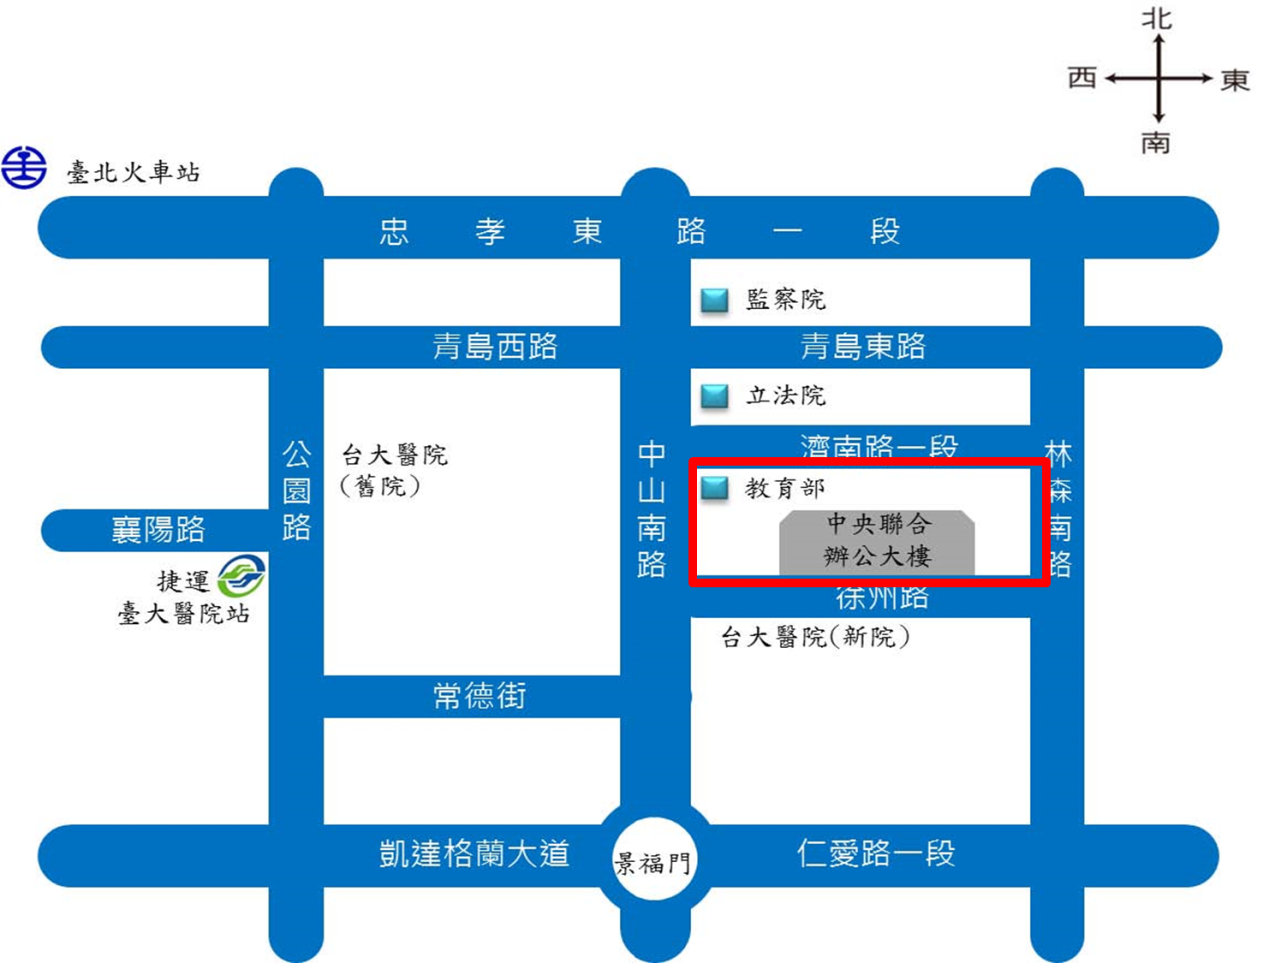 北
西
東
南
臺北火車站
忠孝東路一段
監察院
青島西路
青島東路
立法院
濟南路一段
公園路
台大醫院
(舊院)
中山南路
林森南路
教育部
中央聯合
辦公大樓
襄陽路
捷運
臺大醫院站
徐州路
台大醫院(新院)
常德街
凱達格蘭大道
景福門
仁愛路一段